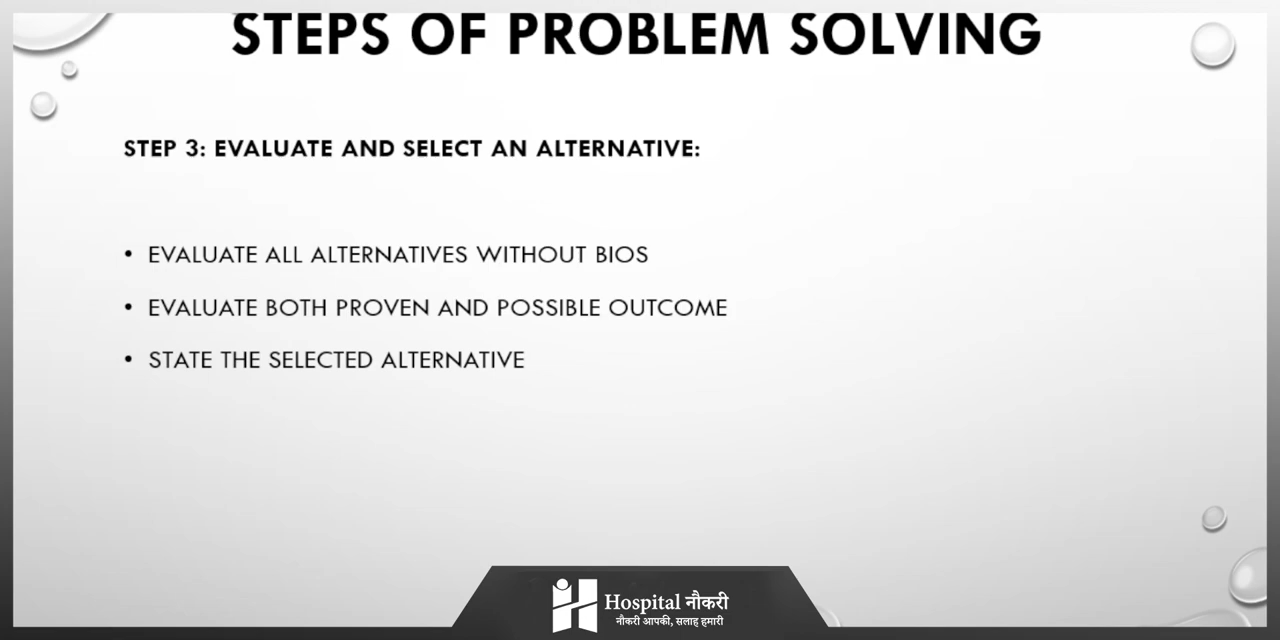 STEPS OF PROBLEM SOLVING
STEP 3: EVALUATE AND SELECT AN ALTERNATIVE:
• EVALUATE ALL ALTERNATIVES WITHOUT BIOS
• EVALUATE BOTH PROVEN AND POSSIBLE OUTCOME
• STATE THE SELECTED ALTERNATIVE
Hospital नौकरी
नौकरी आपकी, सलाह हमारी